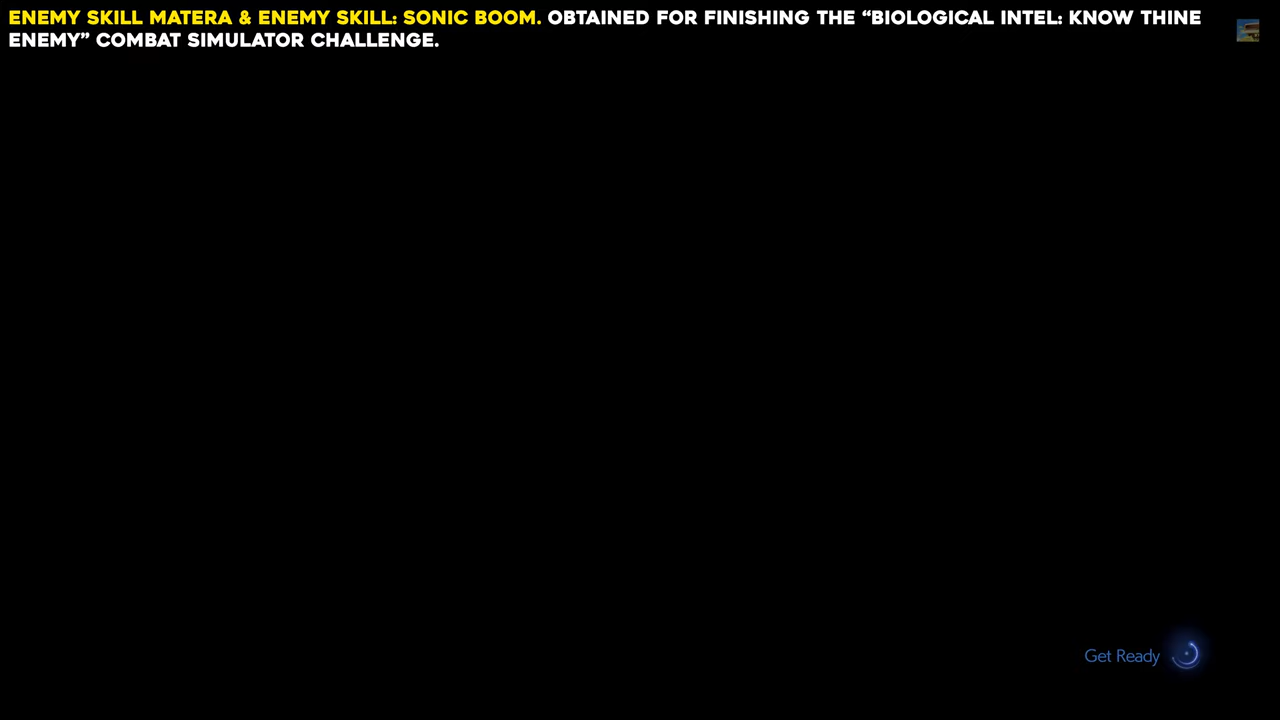 ENEMY SKILL MATERA & ENEMY SKILL: SONIC BOOM. OBTAINED FOR FINISHING THE “BIOLOGICAL INTEL: KNOW THINE
ENEMY” COMBAT SIMULATOR CHALLENGE.
Get Ready